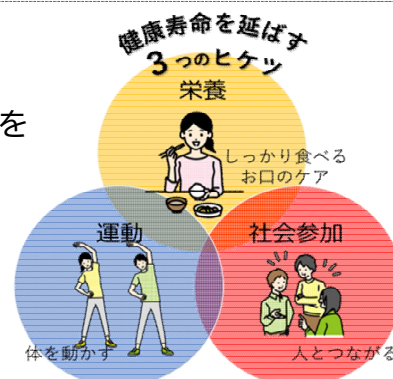 健康寿命を延ばす
3つのヒケツ
を
栄養
しっかり食べる
お口のケア
運動
社会参加
体を動かす
人とつながる